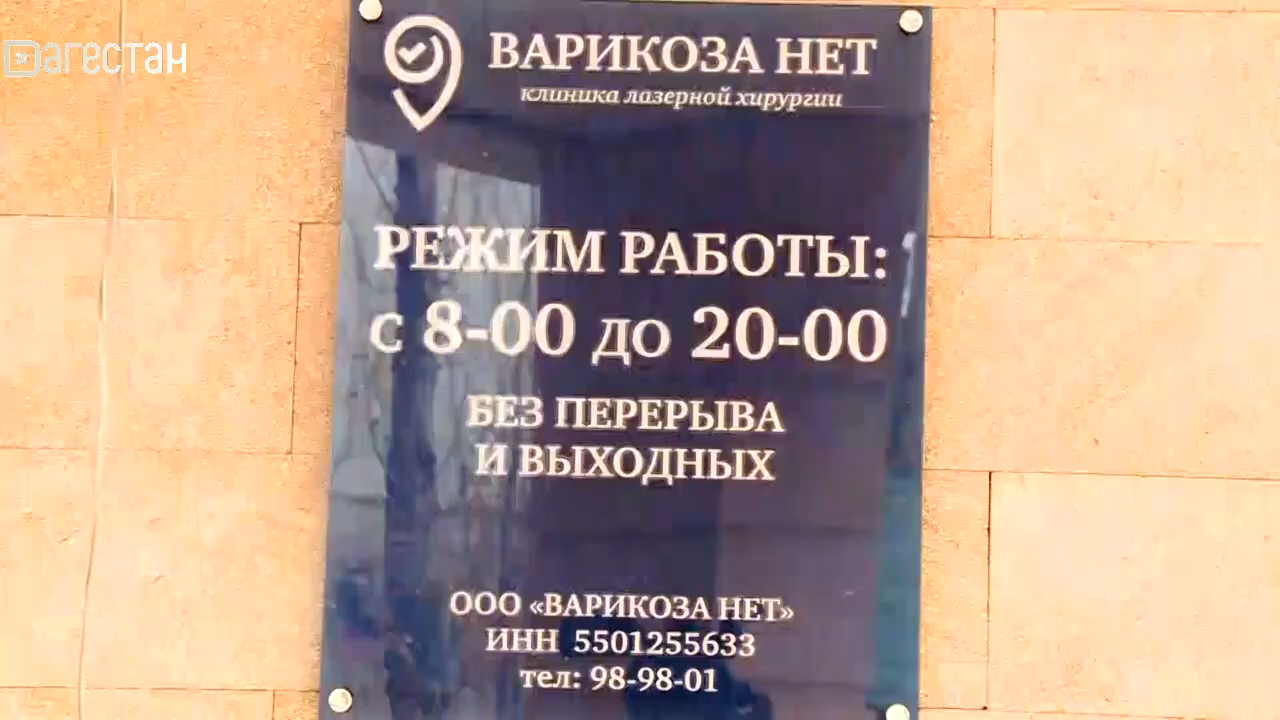 Дагестан
ВАРИКОЗА НЕТ
клиника лазерной хирургии
РЕЖИМ РАБОТЫ:
с 8-00 до 20-00
БЕЗ ПЕРЕРЫВА
И ВЫХОДНЫХ
ООО «ВАРИКОЗА НЕТ»
ИНН 5501255633
тел: 98-98-01